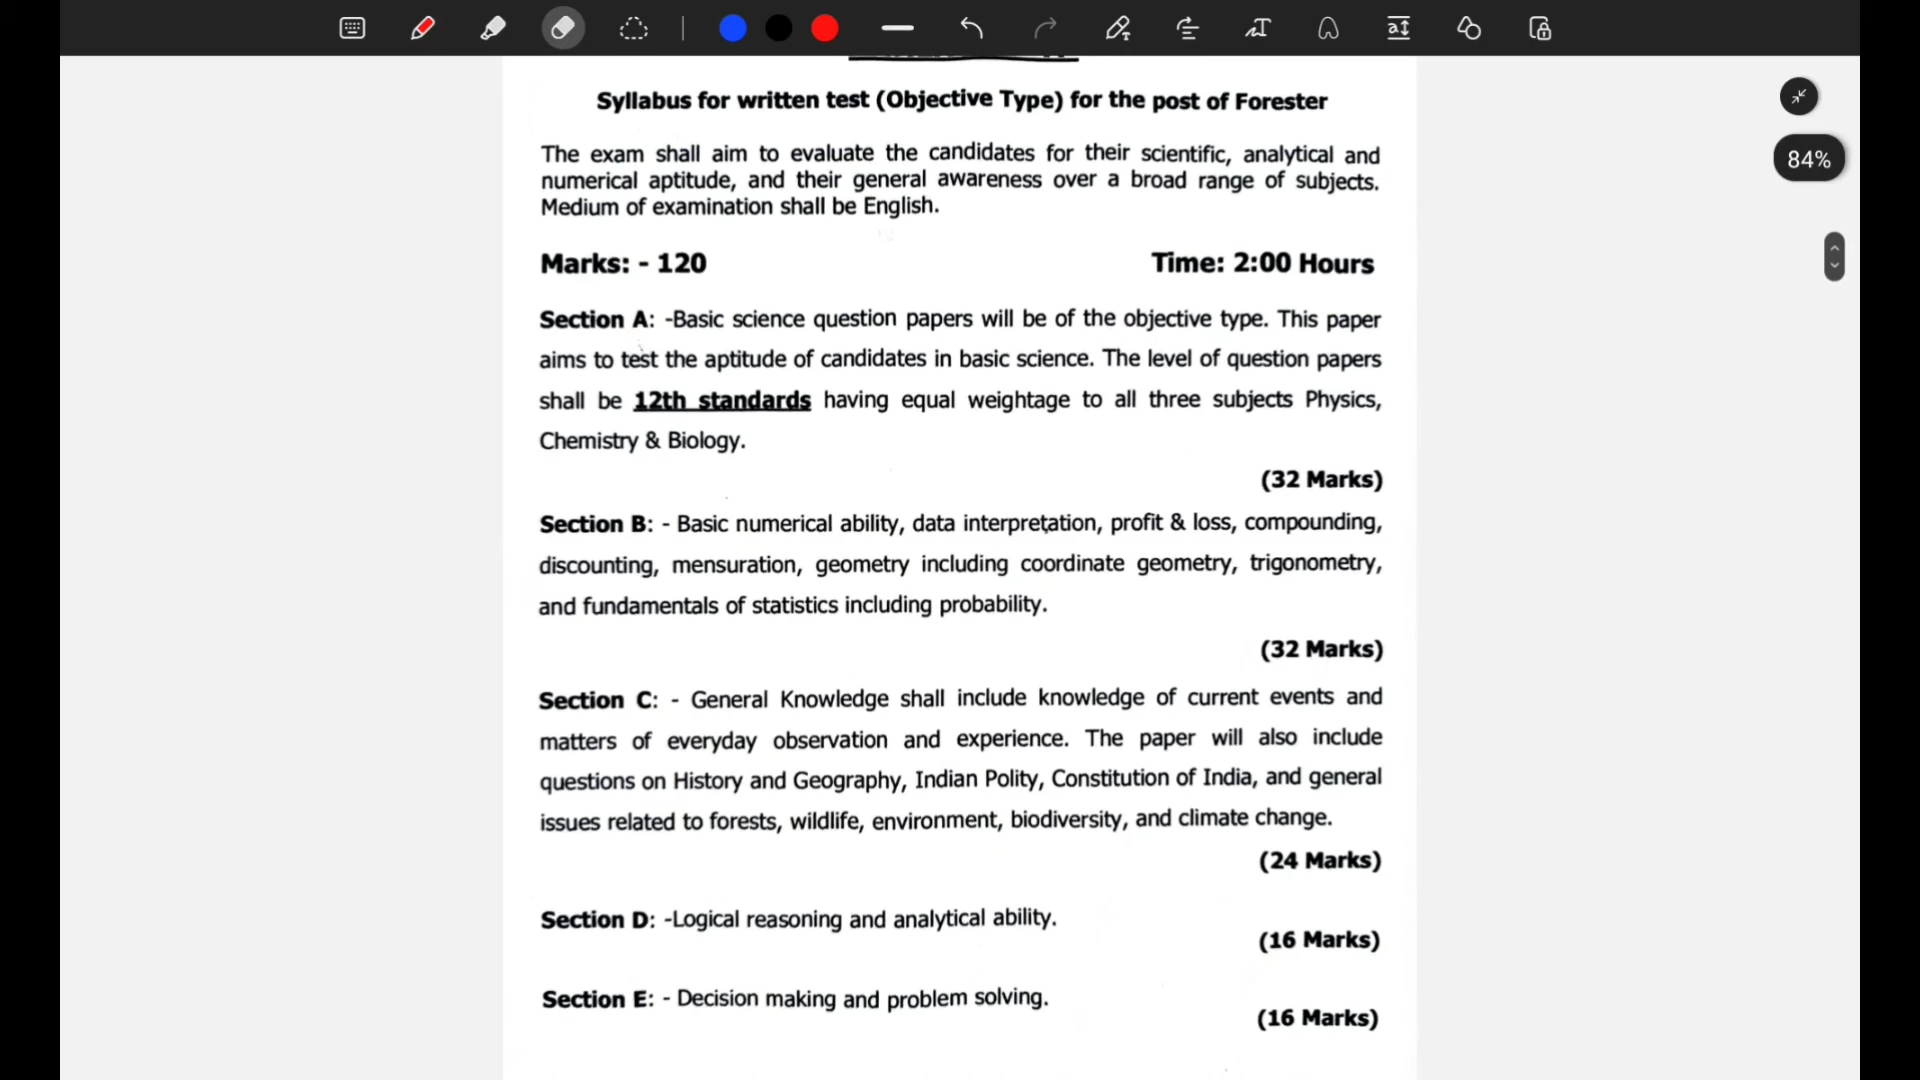 84%
Syllabus for written test (Objective Type) for the post of Forester
The exam shall aim to evaluate the candidates for their scientific, analytical and
numerical aptitude, and their general awareness over a broad range of subjects.
Medium of examination shall be English.
Marks: - 120 Time: 2:00 Hours
Section A: -Basic science question papers will be of the objective type. This paper
aims to test the aptitude of candidates in basic science. The level of question papers
shall be 12th standards having equal weightage to all three subjects Physics,
Chemistry & Biology.
(32 Marks)
Section B: - Basic numerical ability, data interpretation, profit & loss, compounding,
discounting, mensuration, geometry including coordinate geometry, trigonometry,
and fundamentals of statistics including probability.
(32 Marks)
Section C: - General Knowledge shall include knowledge of current events and
matters of everyday observation and experience. The paper will also include
questions on History and Geography, Indian Polity, Constitution of India, and general
issues related to forests, wildlife, environment, biodiversity, and climate change.
(24 Marks)
Section D: -Logical reasoning and analytical ability.
(16 Marks)
Section E: - Decision making and problem solving.
(16 Marks)